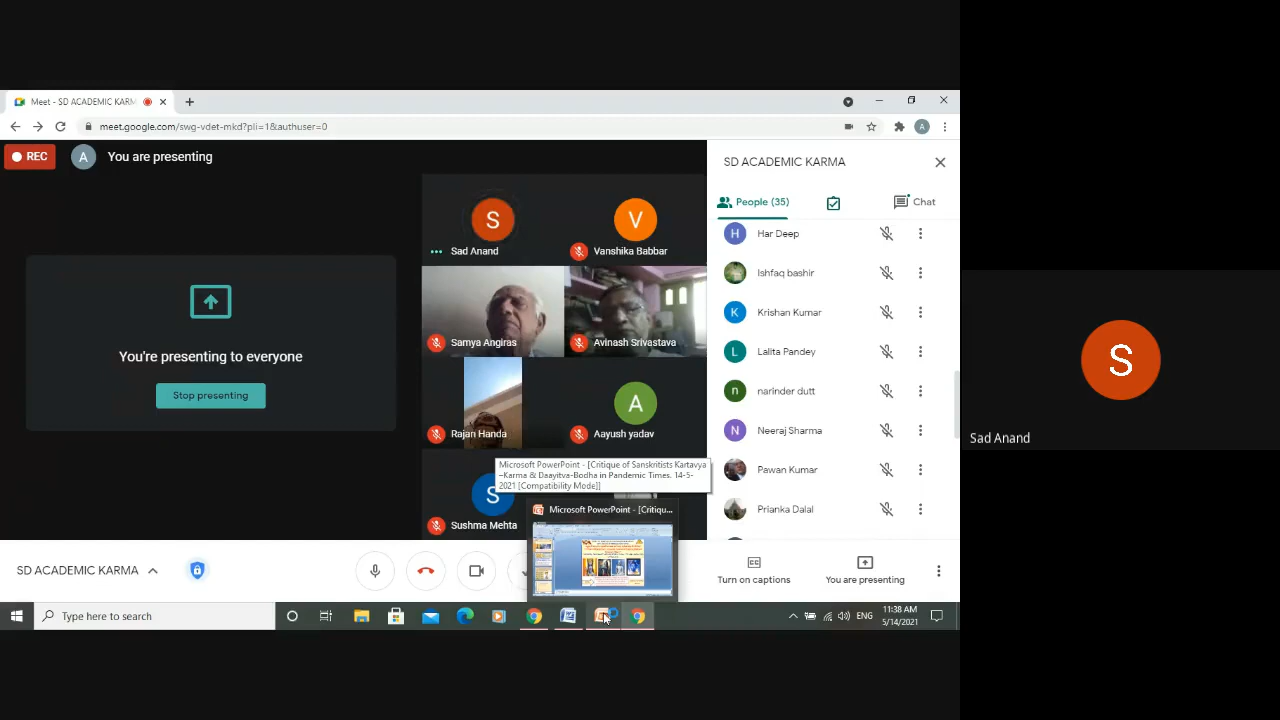 Meet - SD ACADEMIC KARM
meet.google.com/swg-vdet-mkd?pli=1&authuser=0
REC
A
You are presenting
SD ACADEMIC KARMA
People (35)
Chat
S
Sad Anand
V
Vanshika Babbar
Samya Angiras
Avinash Srivastava
Rajan Handa
A
Aayush yadav
S
Sushma Mehta
You're presenting to everyone
Stop presenting
H
Har Deep
Ishfaq bashir
K
Krishan Kumar
L
Lalita Pandey
n
narinder dutt
N
Neeraj Sharma
Pawan Kumar
Prianka Dalal
Microsoft PowerPoint - [Critique of Sanskritists Kartavya
-Karma & Daayitva-Bodha in Pandemic Times. 14-5-
2021 [Compatibility Mode]]
Microsoft PowerPoint - [Critiqu...
SD ACADEMIC KARMA
Turn on captions
You are presenting
Type here to search
ENG
11:38 AM
5/14/2021
S
Sad Anand